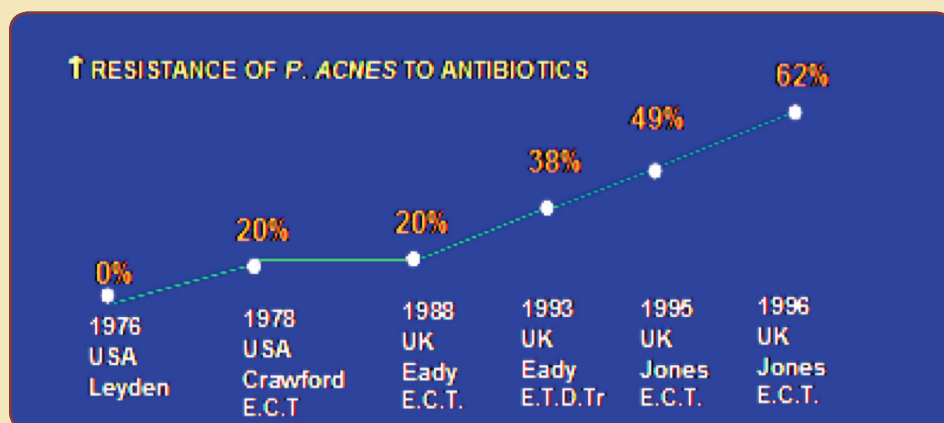 ↑ RESISTANCE OF P. ACNES TO ANTIBIOTICS
0%
20%
20%
38%
49%
62%
1976
USA
Leyden
1978
USA
Crawford
E.C.T
1988
UK
Eady
E.C.T.
1993
UK
Eady
E.T.D.Tr
1995
UK
Jones
E.C.T.
1996
UK
Jones
E.C.T.